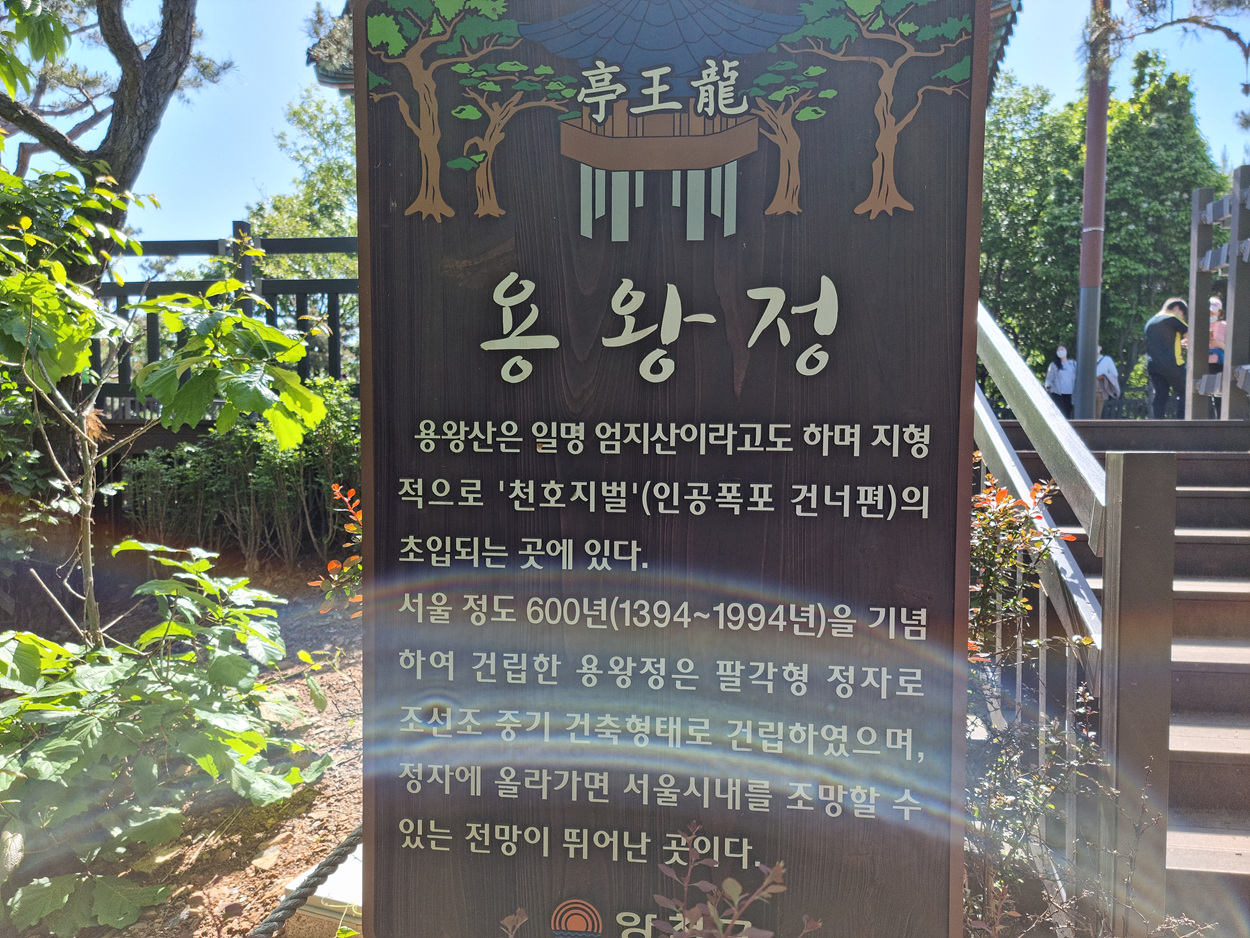 亭王龍
용왕정
용왕산은 일명 엄지산이라고도 하며 지형
적으로 '천호지벌'(인공폭포 건너편)의
초입되는 곳에 있다.
서울 정도 600년(1394~1994년)을 기념
하여 건립한 용왕정은 팔각형 정자로
조선조 중기 건축형태로 건립하였으며,
정자에 올라가면 서울시내를 조망할 수
있는 전망이 뛰어난 곳이다.
양천구